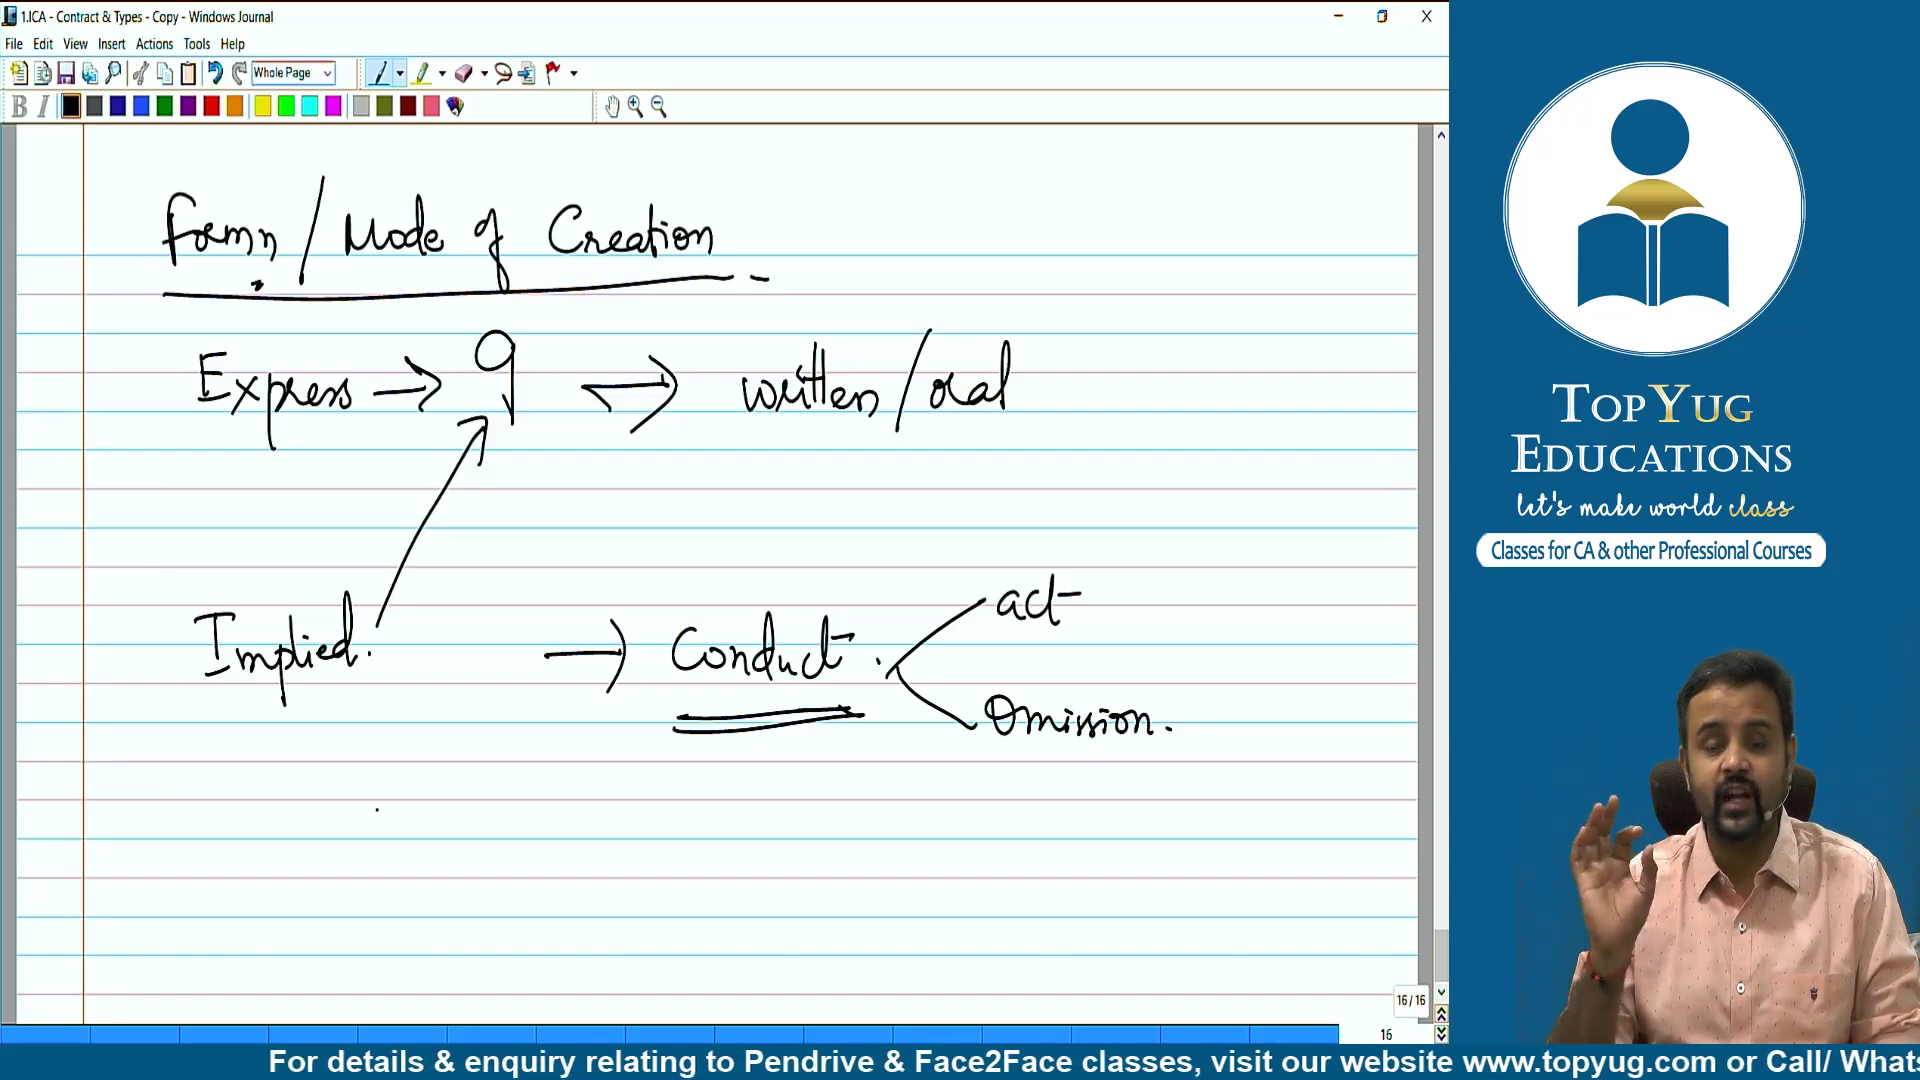 1.ICA - Contract & Types - Copy - Windows Journal
File Edit View Insert Actions Tools Help
Whole Page
B I
Formn / Mode of Creation
Express → 9 written / oral
Implied. → Conduct. act
Omission.
16 / 16
16
TOPYUG
EDUCATIONS
let's make world class
Classes for CA & other Professional Courses
For details & enquiry relating to Pendrive & Face2Face classes, visit our website www.topyug.com or Call/ Whats